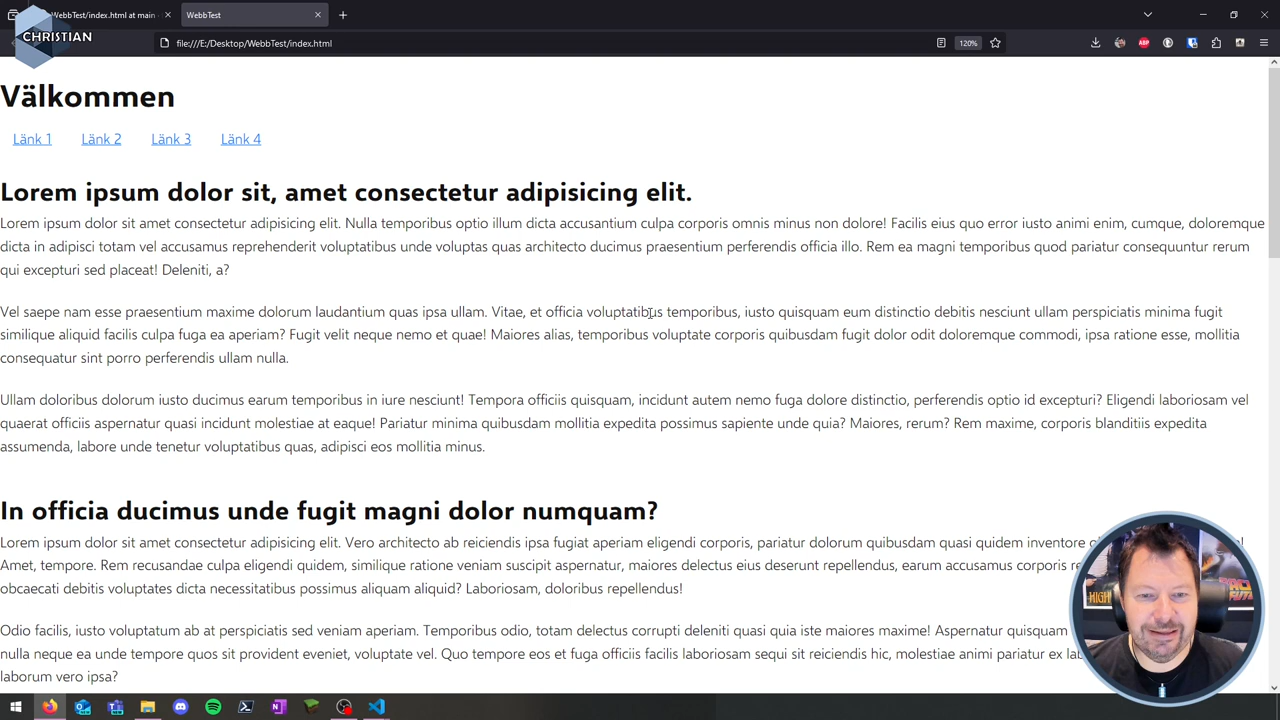 WebbTest/index.html at main
WebbTest
CHRISTIAN
file:///E:/Desktop/WebbTest/index.html
120%
Välkommen
Länk 1
Länk 2
Länk 3
Länk 4
Lorem ipsum dolor sit, amet consectetur adipisicing elit.
Lorem ipsum dolor sit amet consectetur adipisicing elit. Nulla temporibus optio illum dicta accusantium culpa corporis omnis minus non dolore! Facilis eius quo error iusto animi enim, cumque, doloremque
dicta in adipisci totam vel accusamus reprehenderit voluptatibus unde voluptas quas architecto ducimus praesentium perferendis officia illo. Rem ea magni temporibus quod pariatur consequuntur rerum
qui excepturi sed placeat! Deleniti, a?
Vel saepe nam esse praesentium maxime dolorum laudantium quas ipsa ullam. Vitae, et officia voluptatibus temporibus, iusto quisquam eum distinctio debitis nesciunt ullam perspiciatis minima fugit
similique aliquid facilis culpa fuga ea aperiam? Fugit velit neque nemo et quae! Maiores alias, temporibus voluptate corporis quibusdam fugit dolor odit doloremque commodi, ipsa ratione esse, mollitia
consequatur sint porro perferendis ullam nulla.
Ullam doloribus dolorum iusto ducimus earum temporibus in iure nesciunt! Tempora officiis quisquam, incidunt autem nemo fuga dolore distinctio, perferendis optio id excepturi? Eligendi laboriosam vel
quaerat officiis aspernatur quasi incidunt molestiae at eaque! Pariatur minima quibusdam mollitia expedita possimus sapiente unde quia? Maiores, rerum? Rem maxime, corporis blanditiis expedita
assumenda, labore unde tenetur voluptatibus quas, adipisci eos mollitia minus.
In officia ducimus unde fugit magni dolor numquam?
Lorem ipsum dolor sit amet consectetur adipisicing elit. Vero architecto ab reiciendis ipsa fugiat aperiam eligendi corporis, pariatur dolorum quibusdam quasi quidem inventore
Amet, tempore. Rem recusandae culpa eligendi quidem, similique ratione veniam suscipit aspernatur, maiores delectus eius deserunt repellendus, earum accusamus corporis
obcaecati debitis voluptates dicta necessitatibus possimus aliquam aliquid? Laboriosam, doloribus repellendus!
Odio facilis, iusto voluptatum ab at perspiciatis sed veniam aperiam. Temporibus odio, totam delectus corrupti deleniti quasi quia iste maiores maxime! Aspernatur quisquam
nulla neque ea unde tempore quos sit provident eveniet, voluptate vel. Quo tempore eos et fuga officiis facilis laboriosam sequi sit reiciendis hic, molestiae animi pariatur ex
laborum vero ipsa?
HIGH